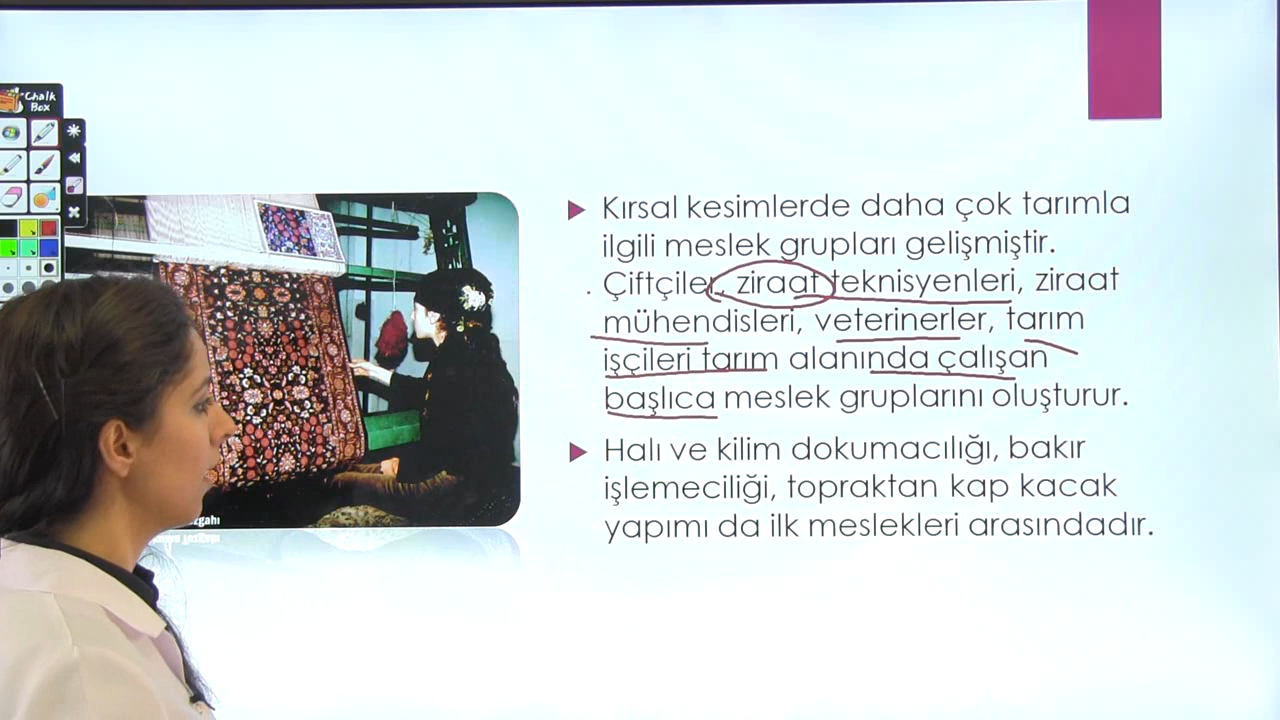 Chalk
Box
Kırsal kesimlerde daha çok tarımla
ilgili meslek grupları gelişmiştir.
Çiftçiler, ziraat teknisyenleri, ziraat
mühendisleri, veterinerler, tarım
işçileri tarım alanında çalışan
başlıca meslek gruplarını oluşturur.
Halı ve kilim dokumacılığı, bakır
işlemeciliği, topraktan kap kacak
yapımı da ilk meslekleri arasındadır.